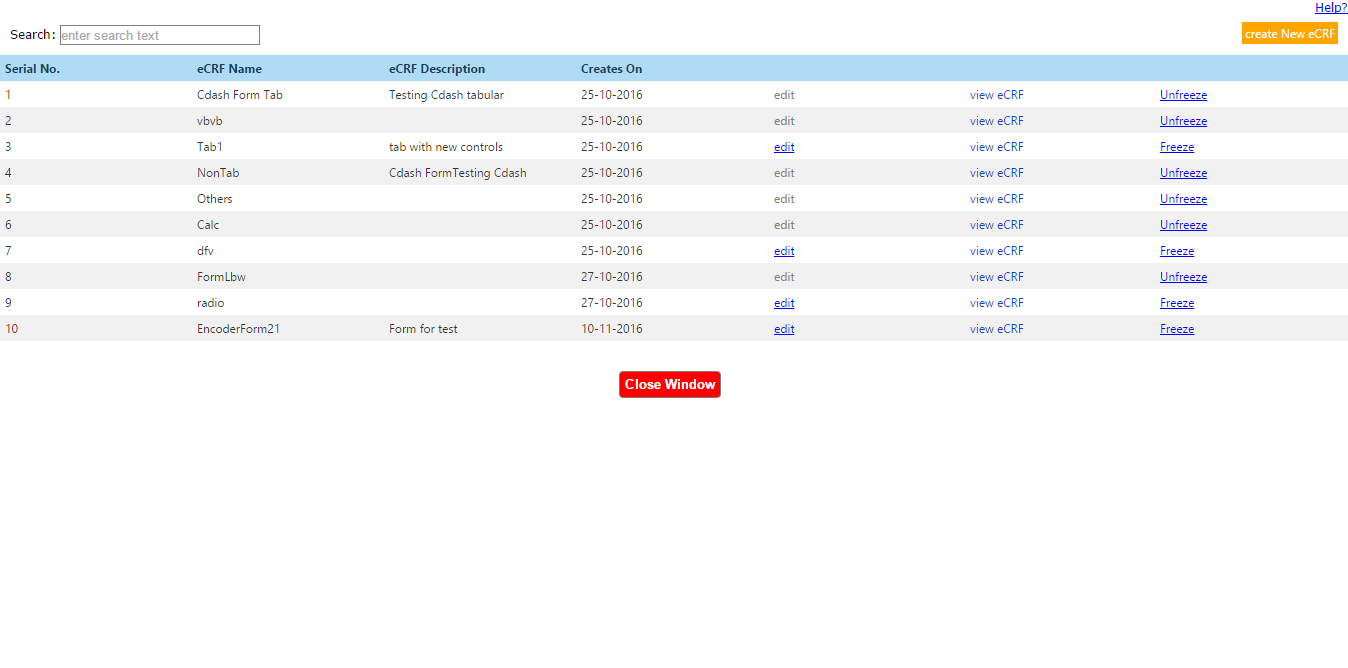 Help?
Search: enter search text create New eCRF
Serial No. eCRF Name eCRF Description Creates On
1 Cdash Form Tab Testing Cdash tabular 25-10-2016 edit view eCRF Unfreeze
2 vbvb 25-10-2016 edit view eCRF Unfreeze
3 Tab1 tab with new controls 25-10-2016 edit view eCRF Freeze
4 NonTab Cdash FormTesting Cdash 25-10-2016 edit view eCRF Unfreeze
5 Others 25-10-2016 edit view eCRF Unfreeze
6 Calc 25-10-2016 edit view eCRF Unfreeze
7 dfv 25-10-2016 edit view eCRF Freeze
8 FormLbw 27-10-2016 edit view eCRF Unfreeze
9 radio 27-10-2016 edit view eCRF Freeze
10 EncoderForm21 Form for test 10-11-2016 edit view eCRF Freeze
Close Window